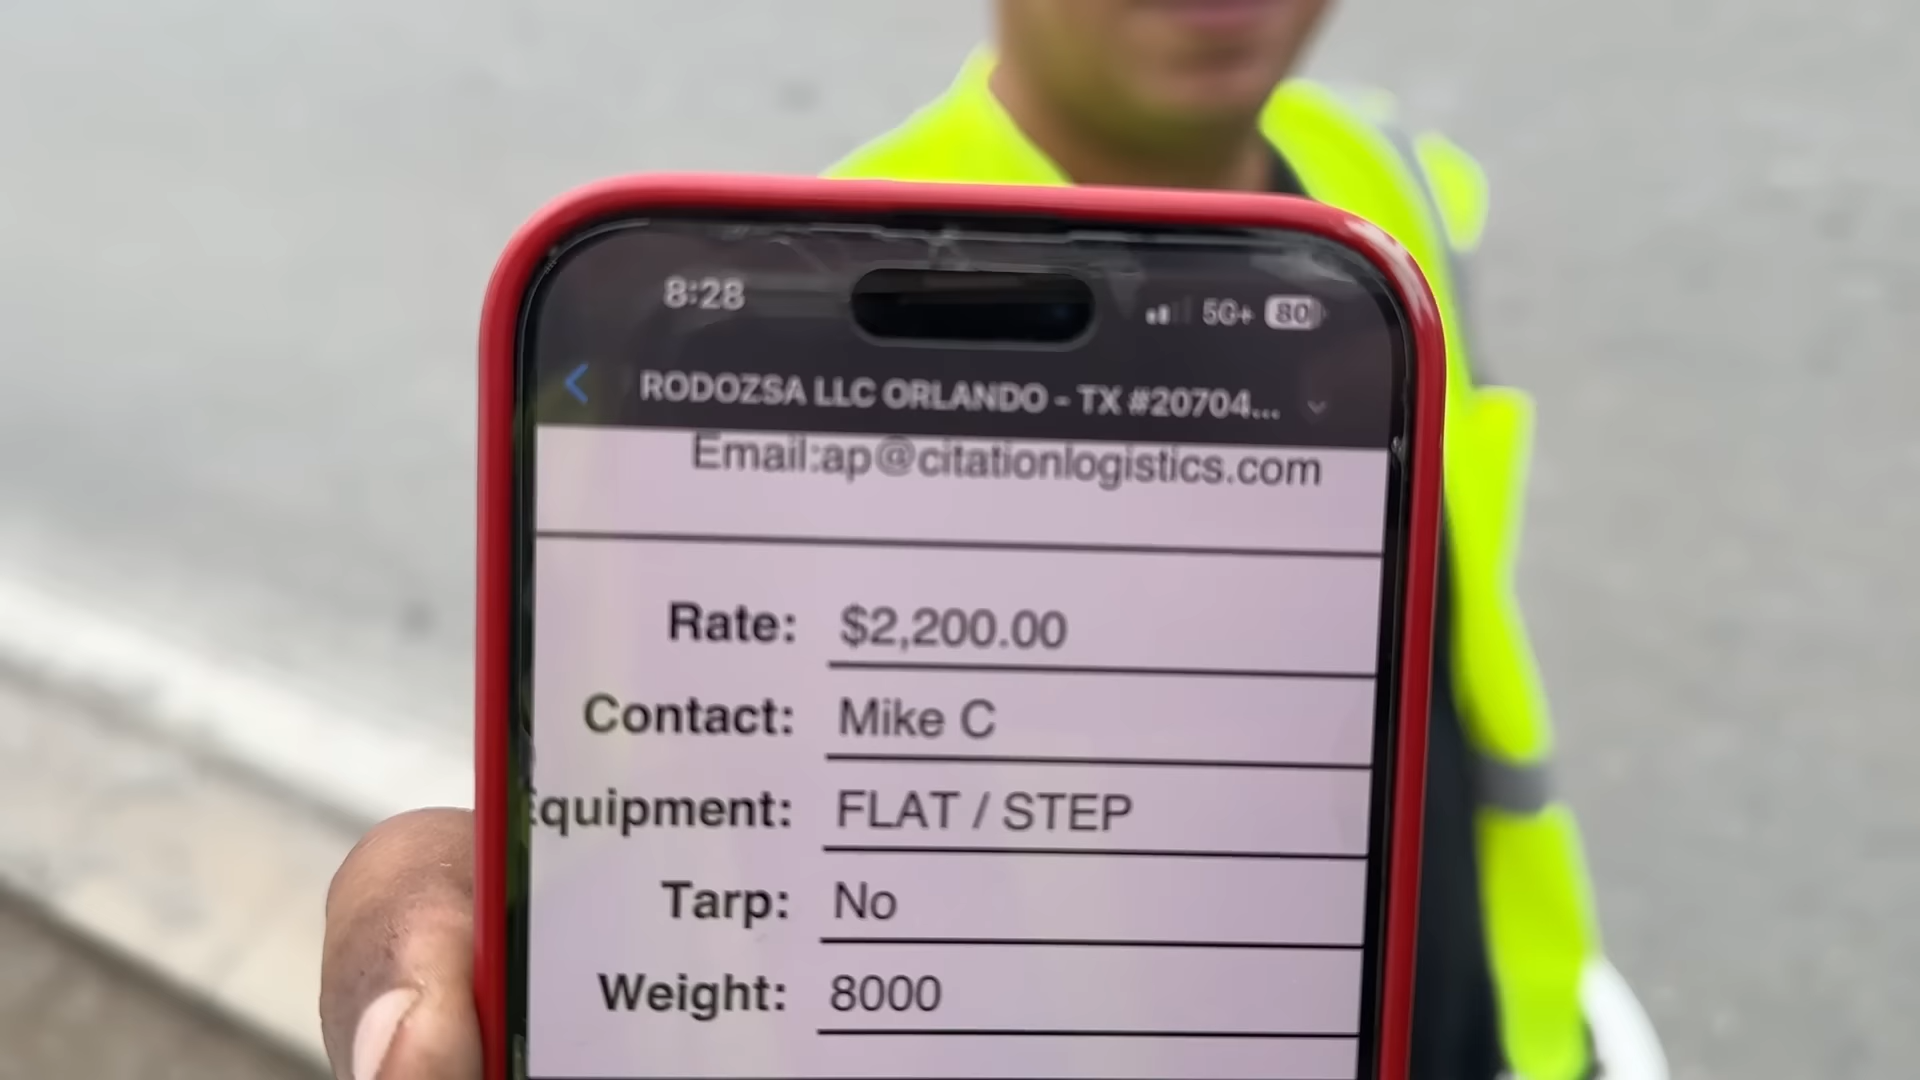 8:28 5G+ 80
RODOZSA LLC ORLANDO - TX #20704...
Email:ap@citationlogistics.com
Rate: $2,200.00
Contact: Mike C
Equipment: FLAT / STEP
Tarp: No
Weight: 8000